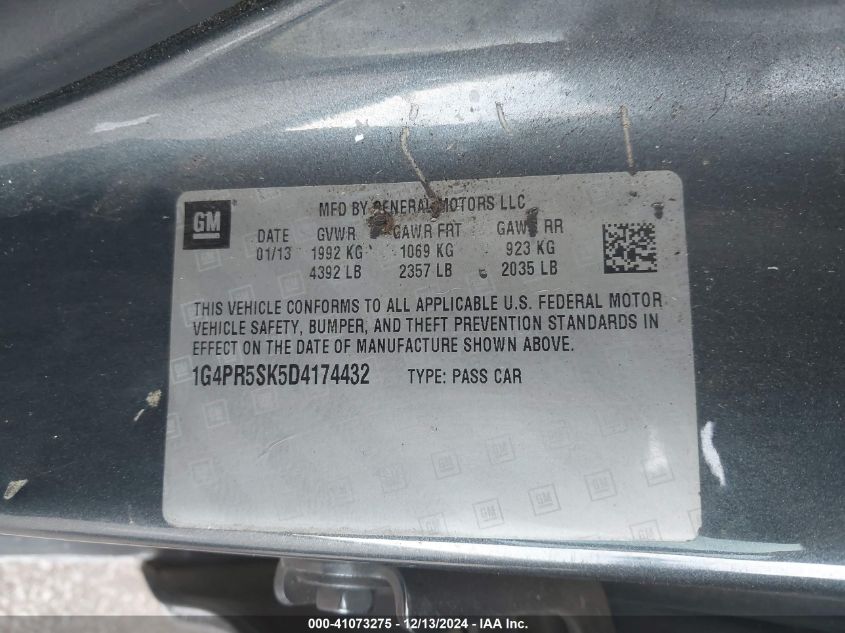 GM
MFD BY GENERAL MOTORS LLC
DATE GVWR GAWR FRT GAWR RR
01/13 1992 KG 1069 KG 923 KG
4392 LB 2357 LB 2035 LB
THIS VEHICLE CONFORMS TO ALL APPLICABLE U.S. FEDERAL MOTOR
VEHICLE SAFETY, BUMPER, AND THEFT PREVENTION STANDARDS IN
EFFECT ON THE DATE OF MANUFACTURE SHOWN ABOVE.
1G4PR5SK5D4174432 TYPE: PASS CAR
000-41073275 - 12/13/2024 - IAA Inc.